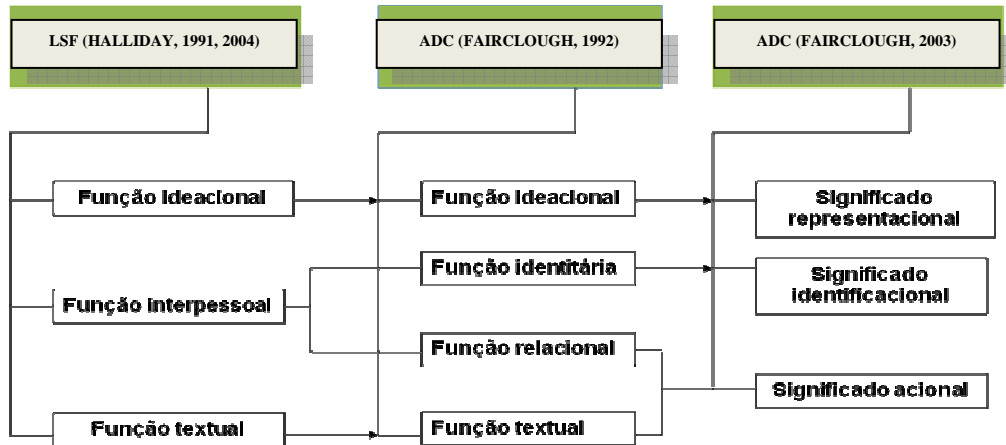 LSF (HALLIDAY, 1991, 2004)
ADC (FAIRCLOUGH, 1992)
ADC (FAIRCLOUGH, 2003)
Função ideacional
Função ideacional
Significado
representacional
Função interpessoal
Função identitária
Significado
identificacional
Função relacional
Significado acional
Função textual
Função textual